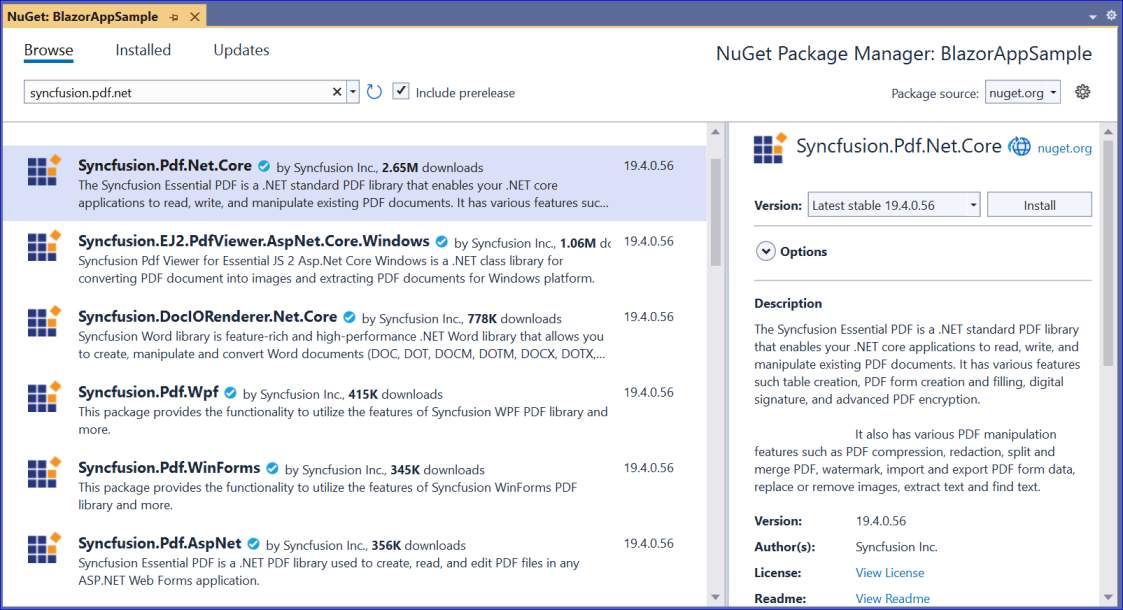 NuGet: BlazorAppSample
Browse Installed Updates
NuGet Package Manager: BlazorAppSample
syncfusion.pdf.net
Include prerelease
Package source: nuget.org
Syncfusion.Pdf.Net.Core by Syncfusion Inc., 2.65M downloads 19.4.0.56
The Syncfusion Essential PDF is a .NET standard PDF library that enables your .NET core
applications to read, write, and manipulate existing PDF documents. It has various features suc...
Syncfusion.EJ2.PdfViewer.AspNet.Core.Windows by Syncfusion Inc., 1.06M dc 19.4.0.56
Syncfusion Pdf Viewer for Essential JS 2 Asp.Net Core Windows is a .NET class library for
converting PDF document into images and extracting PDF documents for Windows platform.
Syncfusion.DocIORenderer.Net.Core by Syncfusion Inc., 778K downloads 19.4.0.56
Syncfusion Word library is feature-rich and high-performance .NET Word library that allows you
to create, manipulate and convert Word documents (DOC, DOT, DOCM, DOTM, DOCX, DOTX,...
Syncfusion.Pdf.Wpf by Syncfusion Inc., 415K downloads 19.4.0.56
This package provides the functionality to utilize the features of Syncfusion WPF PDF library and
more.
Syncfusion.Pdf.WinForms by Syncfusion Inc., 345K downloads 19.4.0.56
This package provides the functionality to utilize the features of Syncfusion WinForms PDF
library and more.
Syncfusion.Pdf.AspNet by Syncfusion Inc., 356K downloads 19.4.0.56
Syncfusion Essential PDF is a .NET PDF library used to create, read, and edit PDF files in any
ASP.NET Web Forms application.
Syncfusion.Pdf.Net.Core nuget.org
Version: Latest stable 19.4.0.56 Install
Options
Description
The Syncfusion Essential PDF is a .NET standard PDF library
that enables your .NET core applications to read, write, and
manipulate existing PDF documents. It has various features
such table creation, PDF form creation and filling, digital
signature, and advanced PDF encryption.
It also has various PDF manipulation
features such as PDF compression, redaction, split and
merge PDF, watermark, import and export PDF form data,
replace or remove images, extract text and find text.
Version: 19.4.0.56
Author(s): Syncfusion Inc.
License: View License
Readme: View Readme